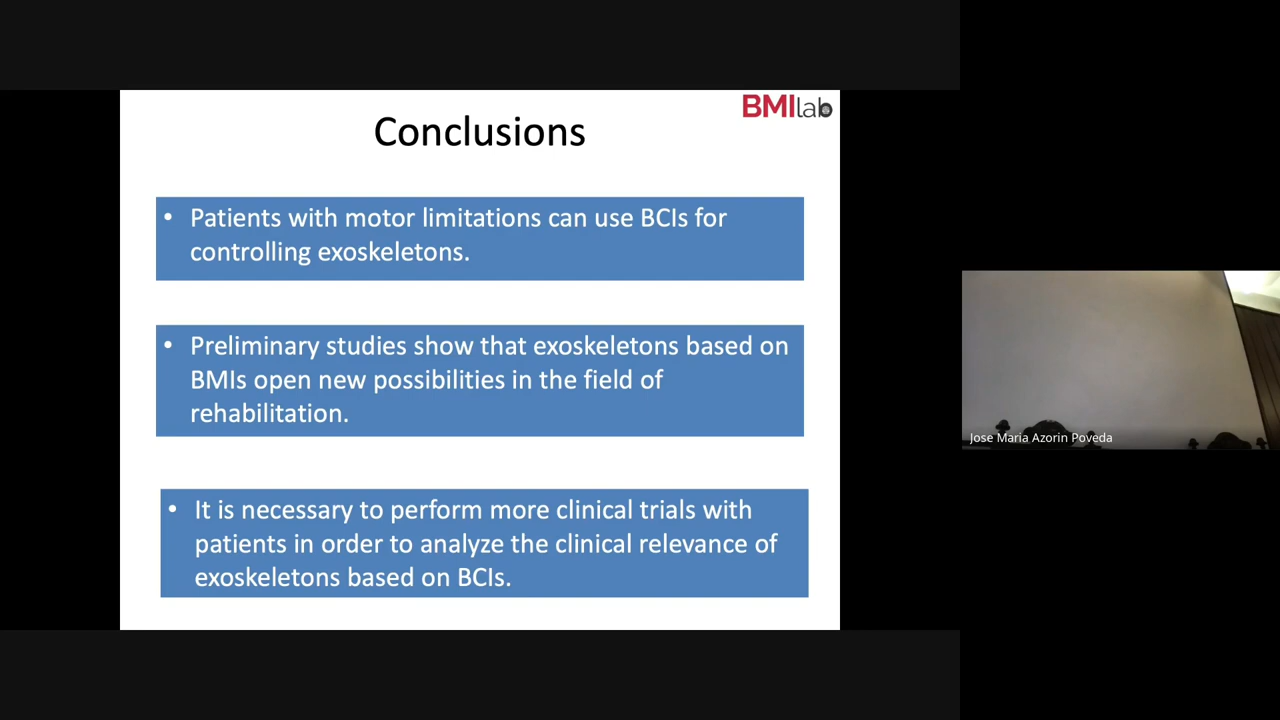 BMIlab
Conclusions
• Patients with motor limitations can use BCIs for
controlling exoskeletons.
• Preliminary studies show that exoskeletons based on
BMIs open new possibilities in the field of
rehabilitation.
• It is necessary to perform more clinical trials with
patients in order to analyze the clinical relevance of
exoskeletons based on BCIs.
Jose Maria Azorin Poveda